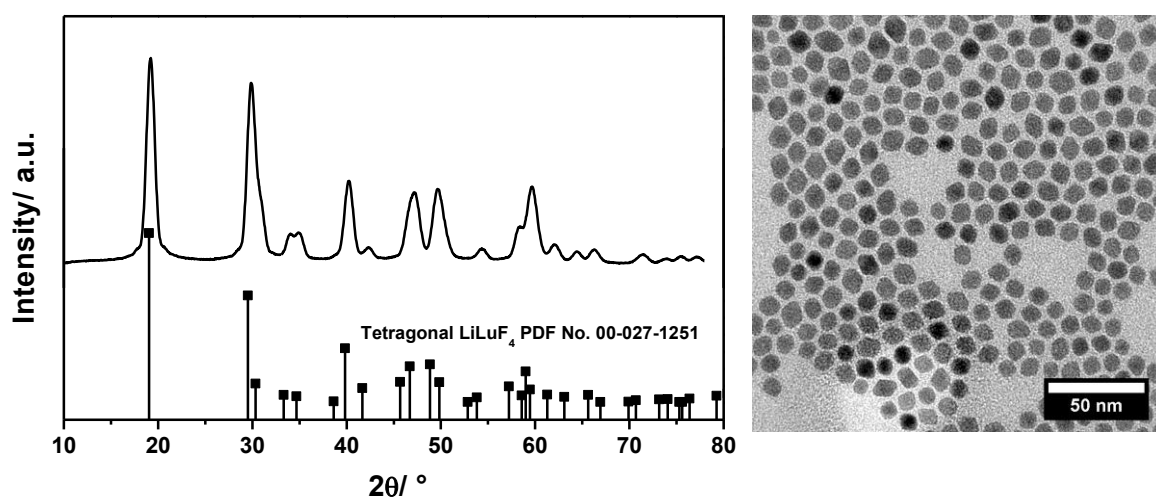 Intensity/ a.u.
Tetragonal LiLuF₄ PDF No. 00-027-1251
10 20 30 40 50 60 70 80
2θ/ °
50 nm